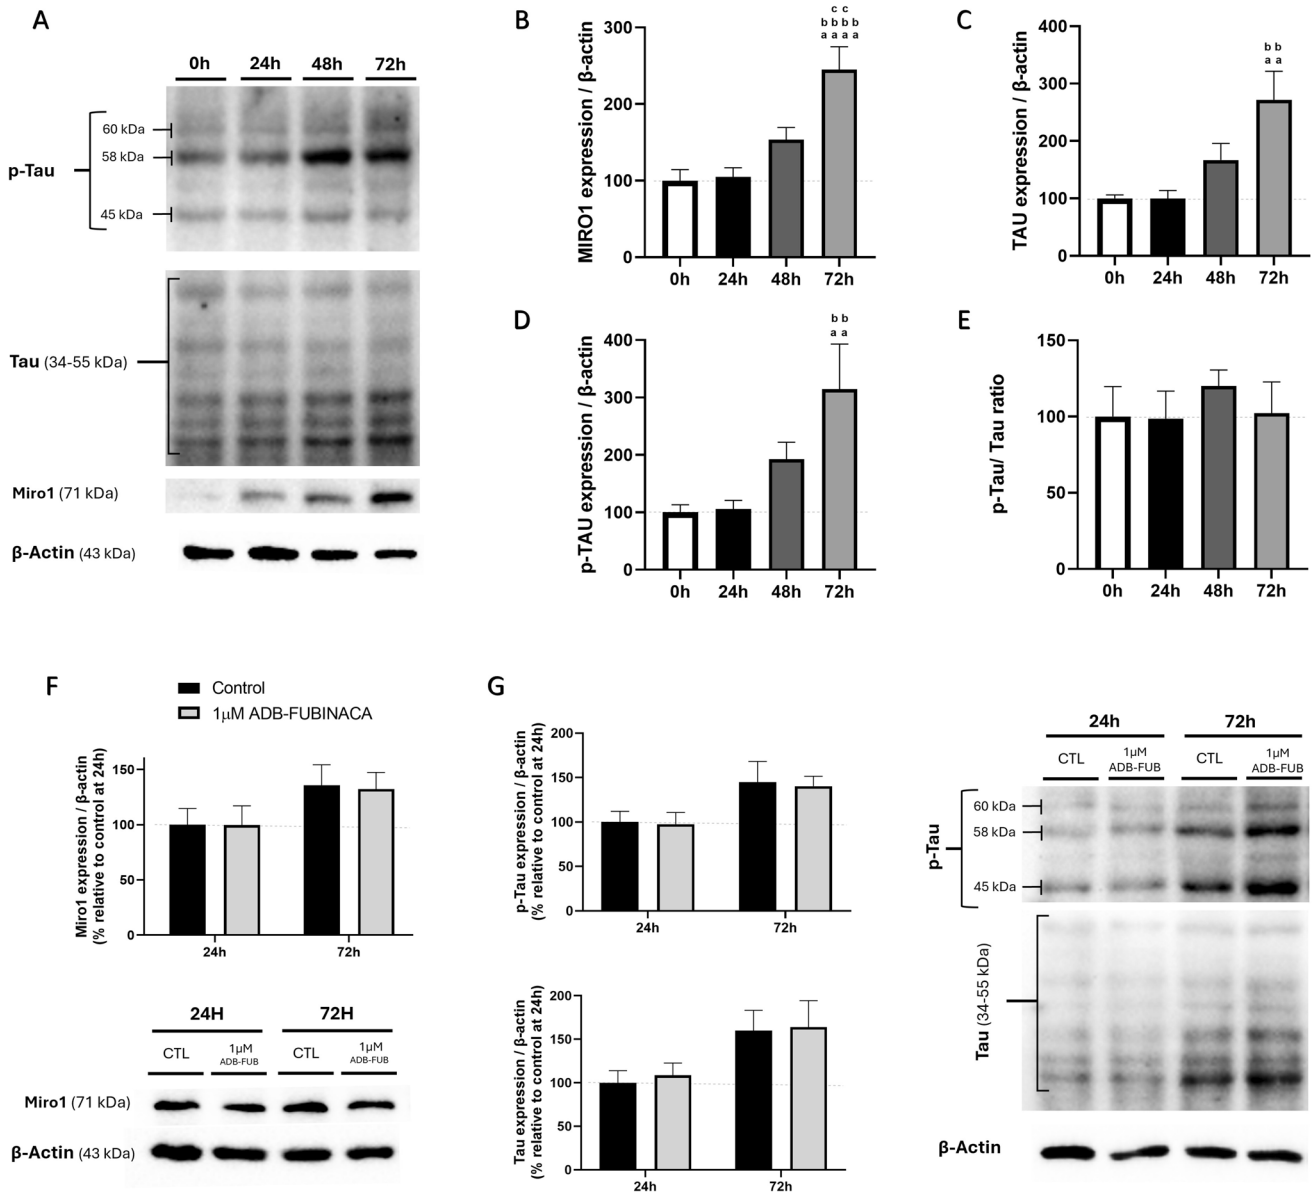 A
0h 24h 48h 72h
p-Tau
60 kDa
58 kDa
45 kDa
Tau (34-55 kDa)
Miro1 (71 kDa)
β-Actin (43 kDa)
B
MIRO1 expression / β-actin
300
200
100
0
c c
b b b b
a a a a
0h 24h 48h 72h
C
TAU expression / β-actin
400
300
200
100
0
b b
a a
0h 24h 48h 72h
D
p-TAU expression / β-actin
400
300
200
100
0
b b
a a
0h 24h 48h 72h
E
p-Tau/ Tau ratio
150
100
50
0
0h 24h 48h 72h
F
Control
1μM ADB-FUBINACA
Miro1 expression / β-actin
(% relative to control at 24h)
150
100
50
0
24h 72h
24H 72H
CTL 1μM ADB-FUB CTL 1μM ADB-FUB
Miro1 (71 kDa)
β-Actin (43 kDa)
G
p-Tau expression / β-actin
(% relative to control at 24h)
200
150
100
50
0
24h 72h
Tau expression / β-actin
(% relative to control at 24h)
200
150
100
50
0
24h 72h
24h 72h
CTL 1μM ADB-FUB CTL 1μM ADB-FUB
p-Tau
60 kDa
58 kDa
45 kDa
Tau (34-55 kDa)
β-Actin